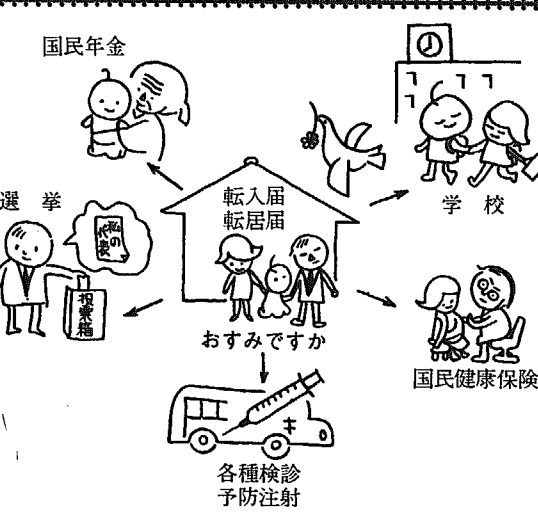 国民年金
学校
選挙
私の
代表
投票箱
転入届
転居届
おすみですか
国民健康保険
各種検診
予防注射